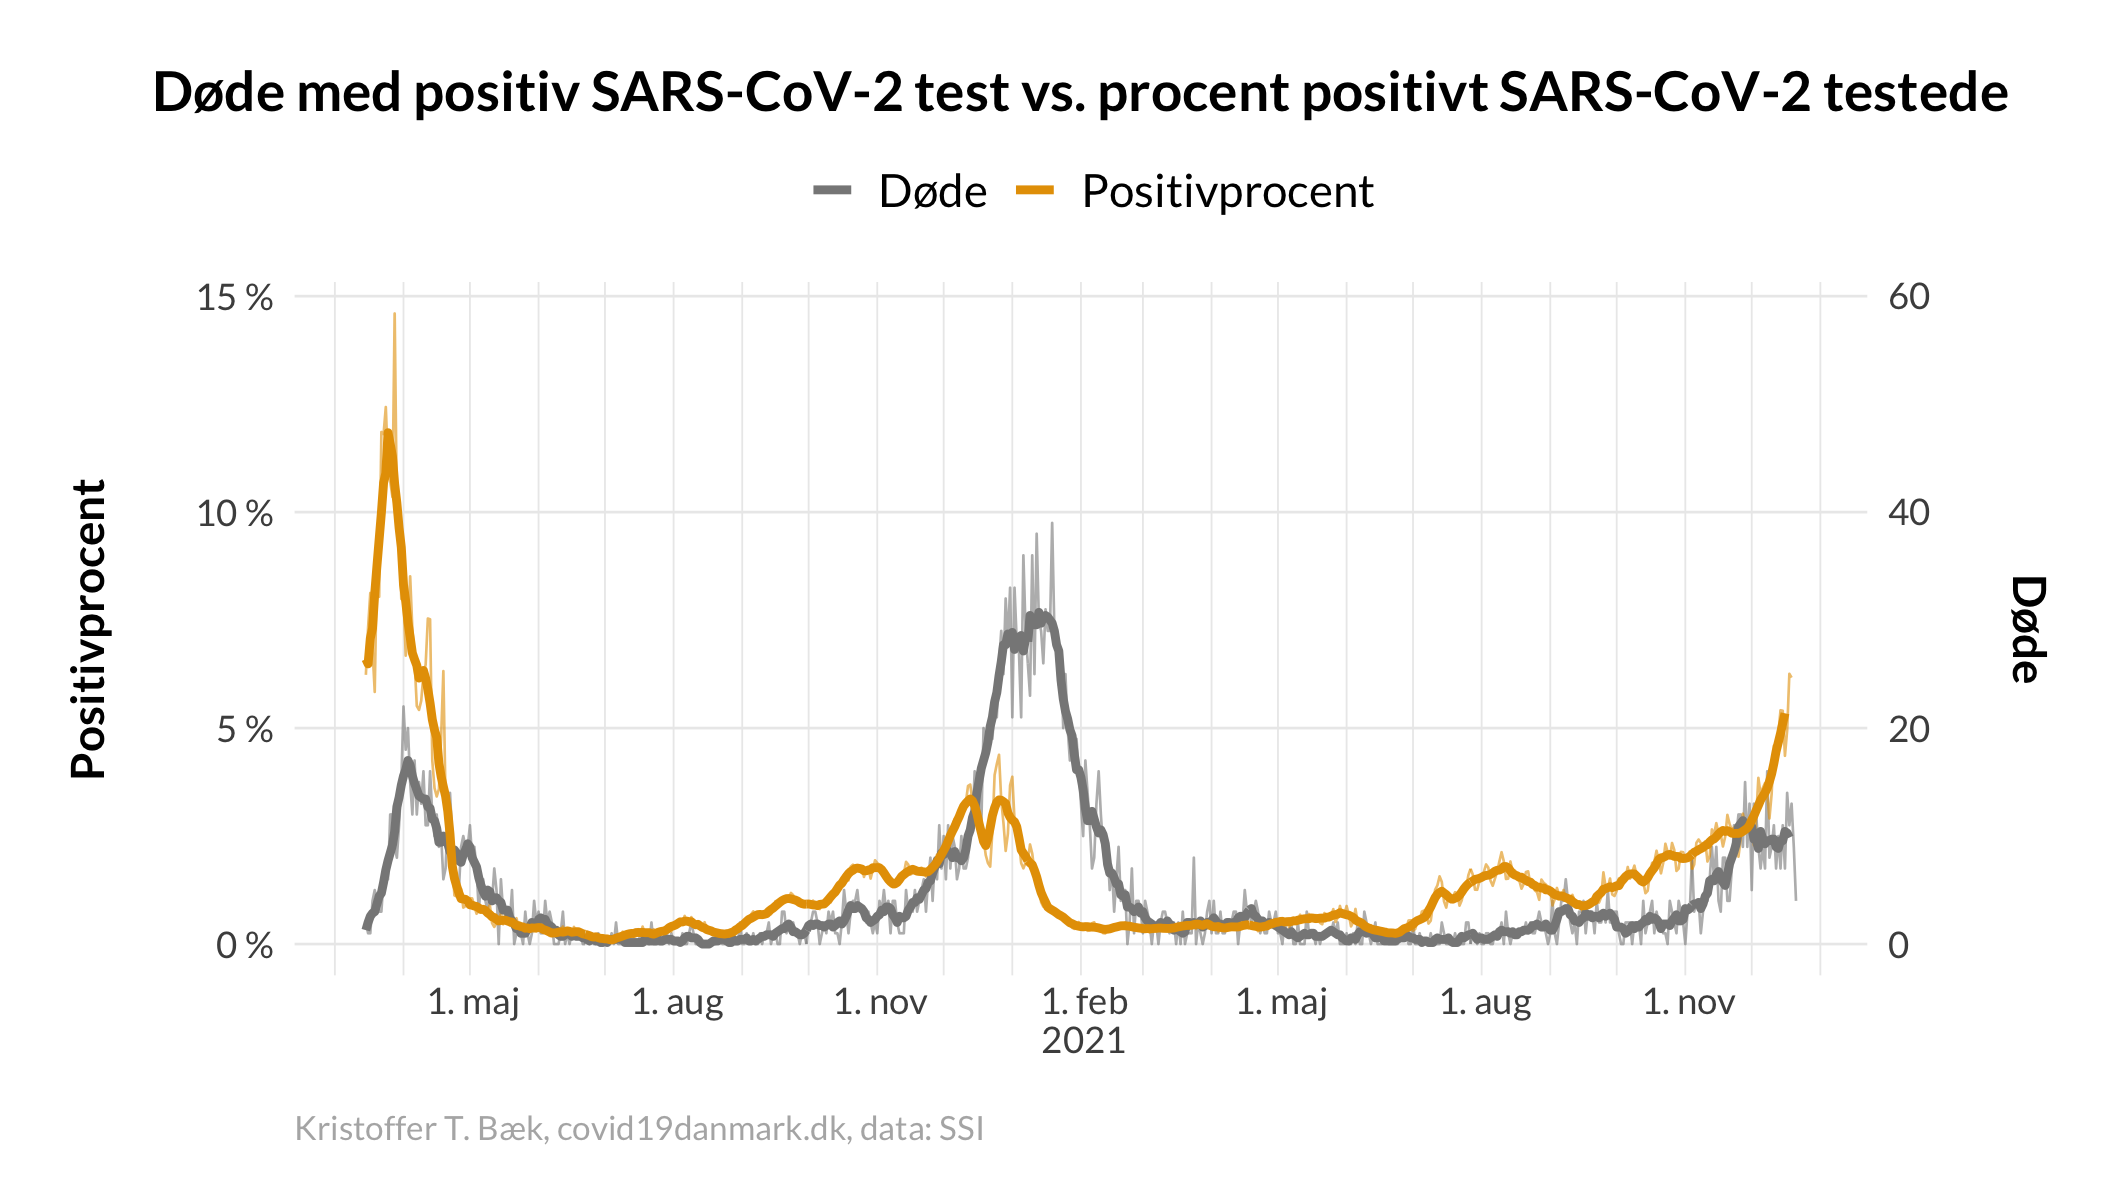 Døde med positiv SARS-CoV-2 test vs. procent positivt SARS-CoV-2 testede
Døde Positivprocent
15 % 60
10 % 40
5 % 20
0 % 0
Positivprocent
Døde
1. maj 1. aug 1. nov 1. feb 1. maj 1. aug 1. nov
2021
Kristoffer T. Bæk, covid19danmark.dk, data: SSI